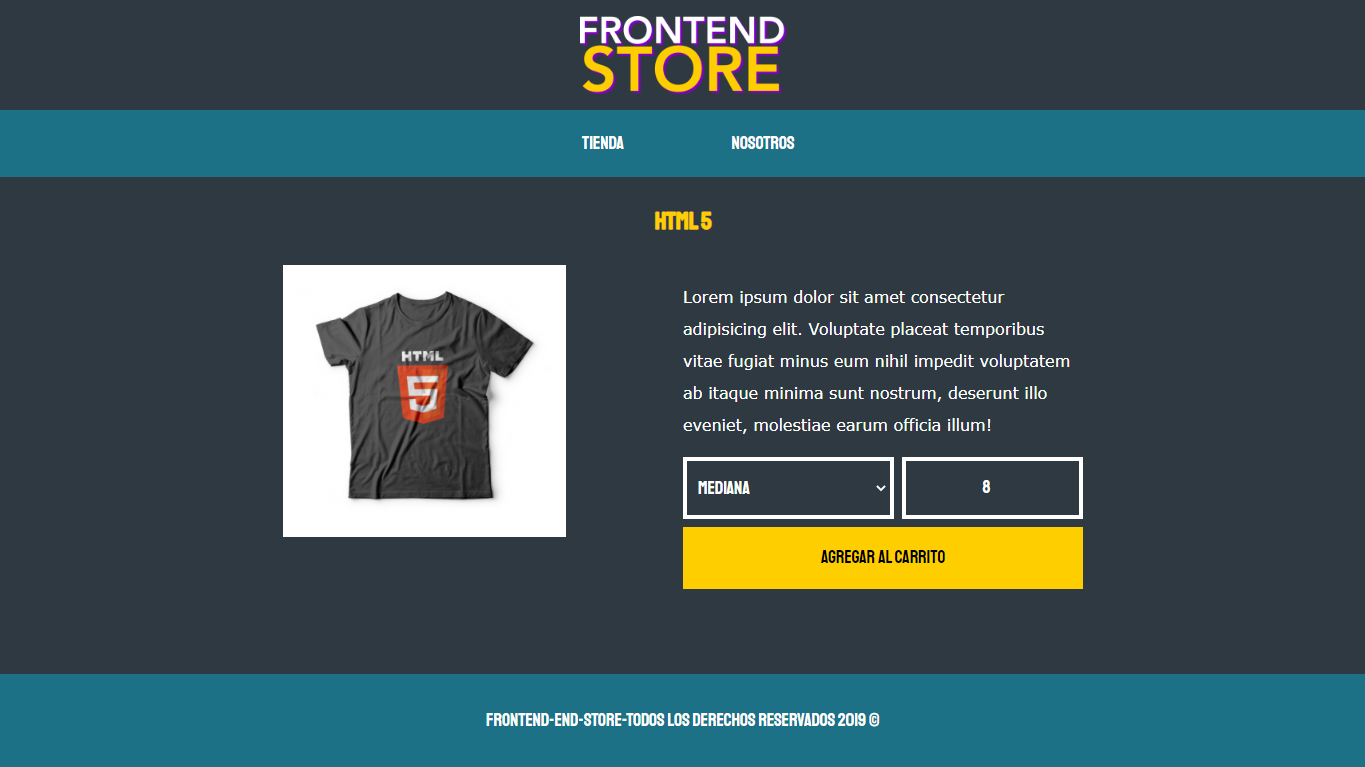 FRONTEND
STORE
TIENDA
NOSOTROS
HTML 5
HTML
5
Lorem ipsum dolor sit amet consectetur
adipisicing elit. Voluptate placeat temporibus
vitae fugiat minus eum nihil impedit voluptatem
ab itaque minima sunt nostrum, deserunt illo
eveniet, molestiae earum officia illum!
MEDIANA
8
AGREGAR AL CARRITO
FRONTEND-END-STORE-TODOS LOS DERECHOS RESERVADOS 2019 ©